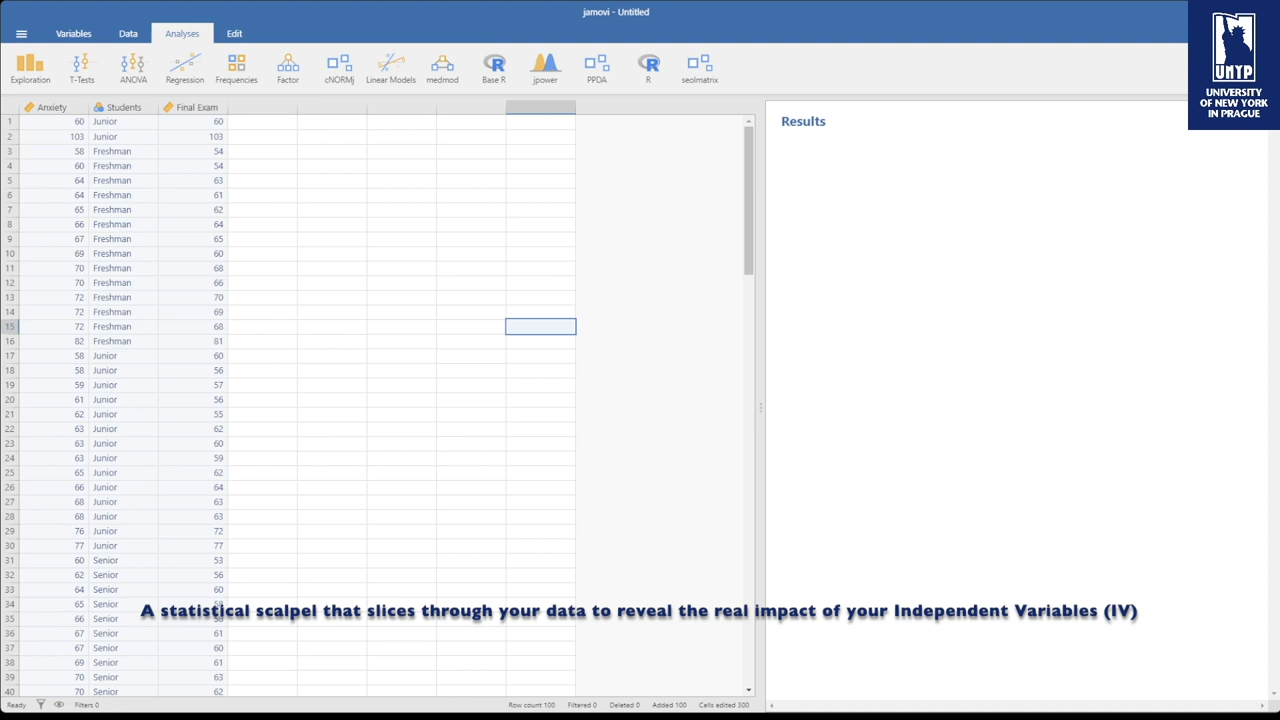 jamovi - Untitled
Variables Data Analyses Edit
Exploration T-Tests ANOVA Regression Frequencies Factor cNORMj Linear Models medmod Base R jpower PPDA R seolmatrix
UNYP
UNIVERSITY
OF NEW YORK
IN PRAGUE
Anxiety Students Final Exam
Results
1 60 Junior 60
2 103 Junior 103
3 58 Freshman 54
4 60 Freshman 54
5 64 Freshman 63
6 64 Freshman 61
7 65 Freshman 62
8 66 Freshman 64
9 67 Freshman 65
10 69 Freshman 60
11 70 Freshman 68
12 70 Freshman 66
13 72 Freshman 70
14 72 Freshman 69
15 72 Freshman 68
16 82 Freshman 81
17 58 Junior 60
18 58 Junior 56
19 59 Junior 57
20 61 Junior 56
21 62 Junior 55
22 63 Junior 62
23 63 Junior 60
24 63 Junior 59
25 65 Junior 62
26 66 Junior 64
27 68 Junior 63
28 68 Junior 63
29 76 Junior 72
30 77 Junior 77
31 60 Senior 53
32 62 Senior 56
33 64 Senior 60
34 65 Senior
A statistical scalpel that slices through your data to reveal the real impact of your Independent Variables (IV)
35 66 Senior
36 67 Senior 61
37 67 Senior 60
38 69 Senior 61
39 70 Senior 63
40 70 Senior 62
Ready Filters 0 Row count 100 Filtered 0 Deleted 0 Added 100 Cells edited 300